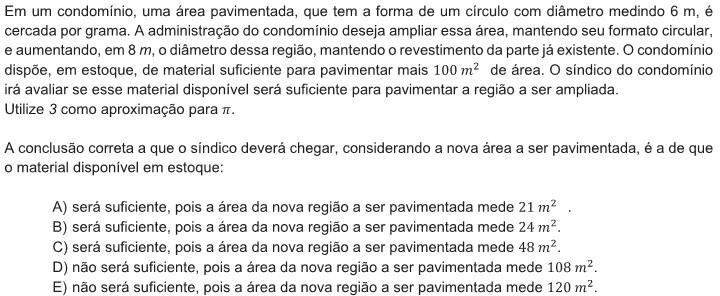 Em um condomínio, uma área pavimentada, que tem a forma de um círculo com diâmetro medindo 6 m, é
cercada por grama. A administração do condomínio deseja ampliar essa área, mantendo seu formato circular,
e aumentando, em 8 m, o diâmetro dessa região, mantendo o revestimento da parte já existente. O condomínio
dispõe, em estoque, de material suficiente para pavimentar mais 100 m² de área. O síndico do condomínio
irá avaliar se esse material disponível será suficiente para pavimentar a região a ser ampliada.
Utilize 3 como aproximação para π.
A conclusão correta a que o síndico deverá chegar, considerando a nova área a ser pavimentada, é a de que
o material disponível em estoque:
A) será suficiente, pois a área da nova região a ser pavimentada mede 21 m² .
B) será suficiente, pois a área da nova região a ser pavimentada mede 24 m².
C) será suficiente, pois a área da nova região a ser pavimentada mede 48 m².
D) não será suficiente, pois a área da nova região a ser pavimentada mede 108 m².
E) não será suficiente, pois a área da nova região a ser pavimentada mede 120 m².